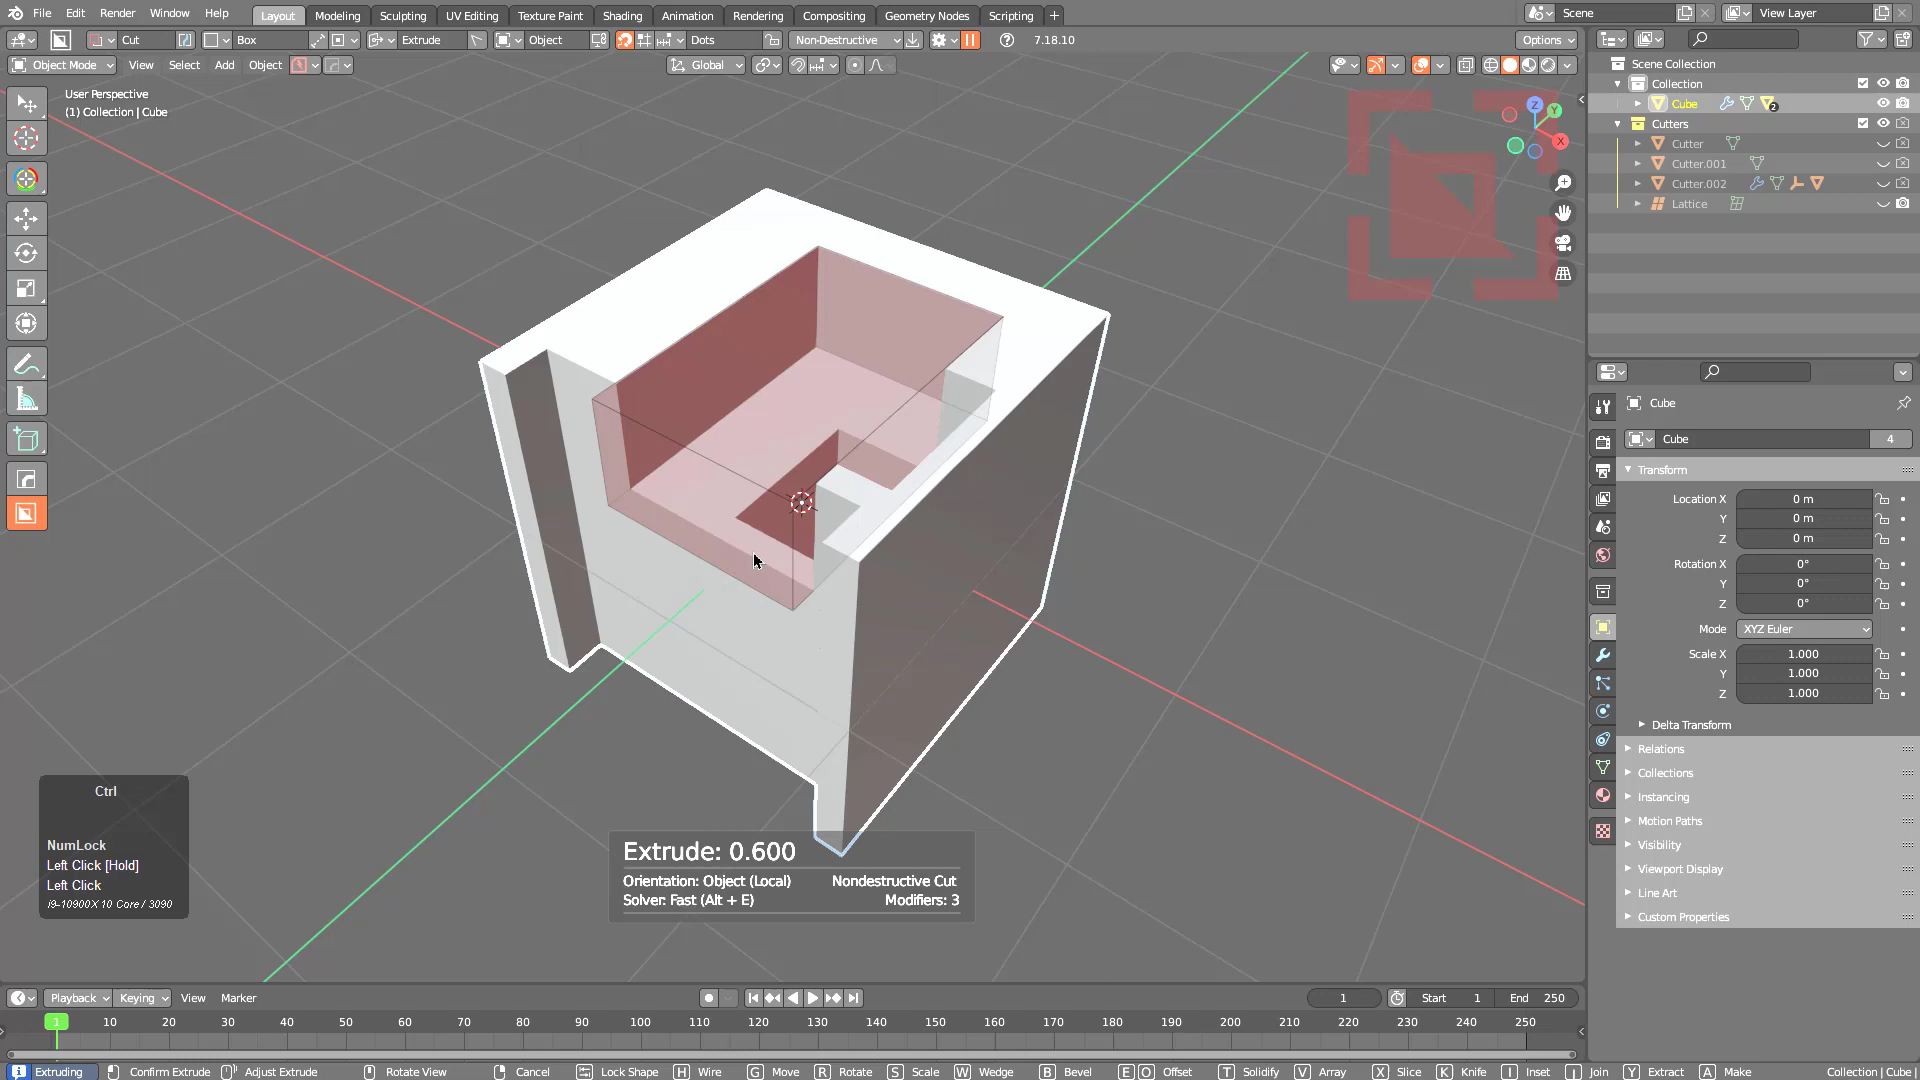 File Edit Render Window Help Layout Modeling Sculpting UV Editing Texture Paint Shading Animation Rendering Compositing Geometry Nodes Scripting + Scene View Layer
Cut Box Extrude Object Dots Non-Destructive 7.18.10 Options
Object Mode View Select Add Object Global
User Perspective
(1) Collection | Cube
Z
Y
X
Scene Collection
Collection
Cube 2
Cutters
Cutter
Cutter.001
Cutter.002
Lattice
Cube
Cube 4
Transform
Location X 0 m
Y 0 m
Z 0 m
Rotation X 0°
Y 0°
Z 0°
Mode XYZ Euler
Scale X 1.000
Y 1.000
Z 1.000
Delta Transform
Relations
Collections
Instancing
Motion Paths
Visibility
Viewport Display
Line Art
Custom Properties
Ctrl
NumLock
Left Click [Hold]
Left Click
i9-10900X 10 Core / 3090
Extrude: 0.600
Orientation: Object (Local) Nondestructive Cut
Solver: Fast (Alt + E) Modifiers: 3
Playback Keying View Marker 1 Start 1 End 250
1 10 20 30 40 50 60 70 80 90 100 110 120 130 140 150 160 170 180 190 200 210 220 230 240 250
Extruding Confirm Extrude Adjust Extrude Rotate View Cancel Lock Shape H Wire G Move R Rotate S Scale W Wedge B Bevel E O Offset T Solidify V Array X Slice K Knife I Inset J Join Y Extract A Make Collection | Cube |